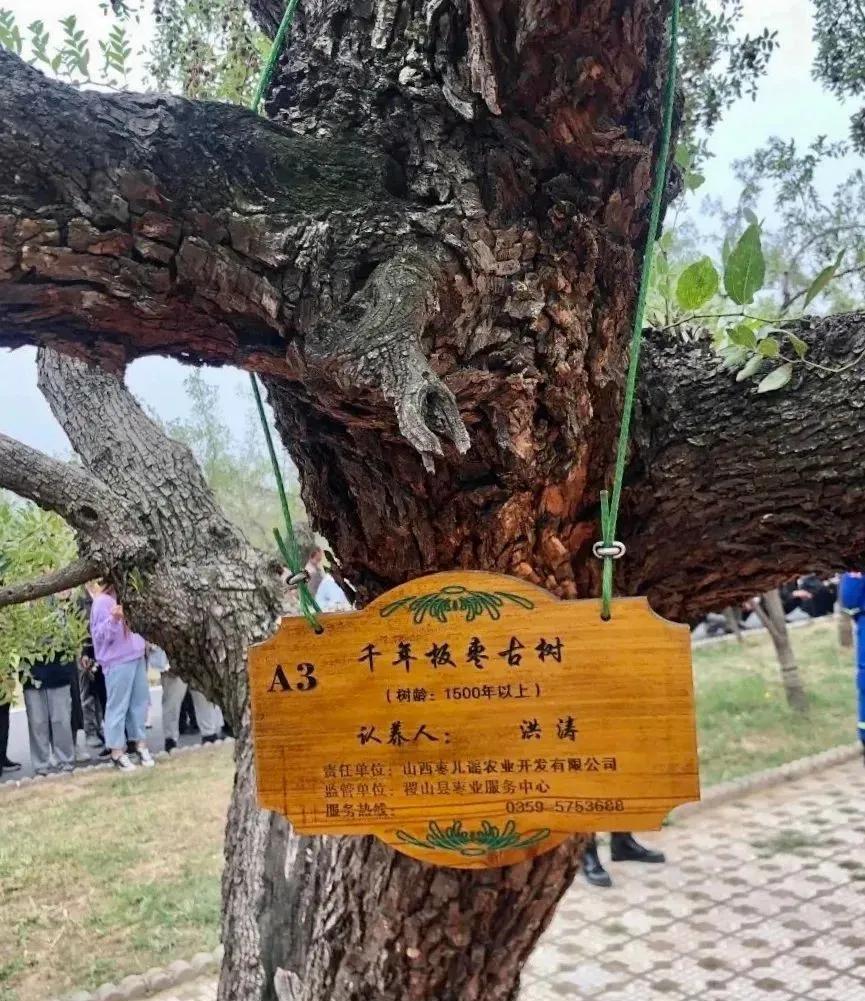 A3
千年板枣古树
（树龄：1500年以上）
认养人： 洪涛
责任单位：山西枣儿谣农业开发有限公司
监管单位：稷山县枣业服务中心
服务热线： 0359-5753688